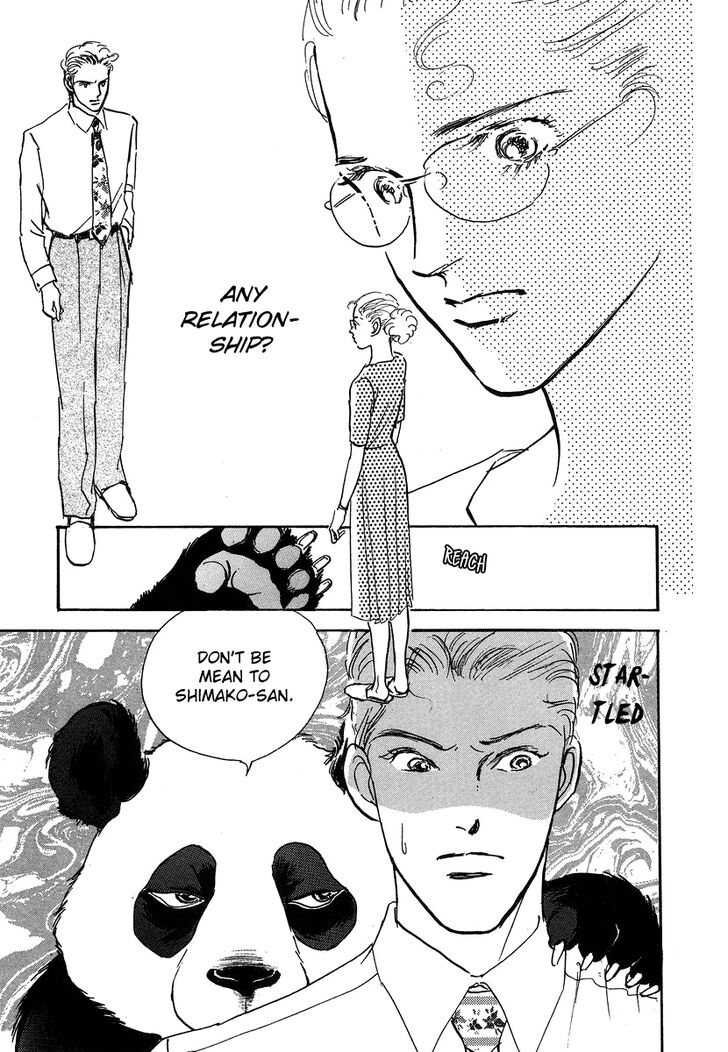 ANY
RELATION-
SHIP?
REACH
DON'T BE
MEAN TO
SHIMAKO-SAN.
STAR-
TLED